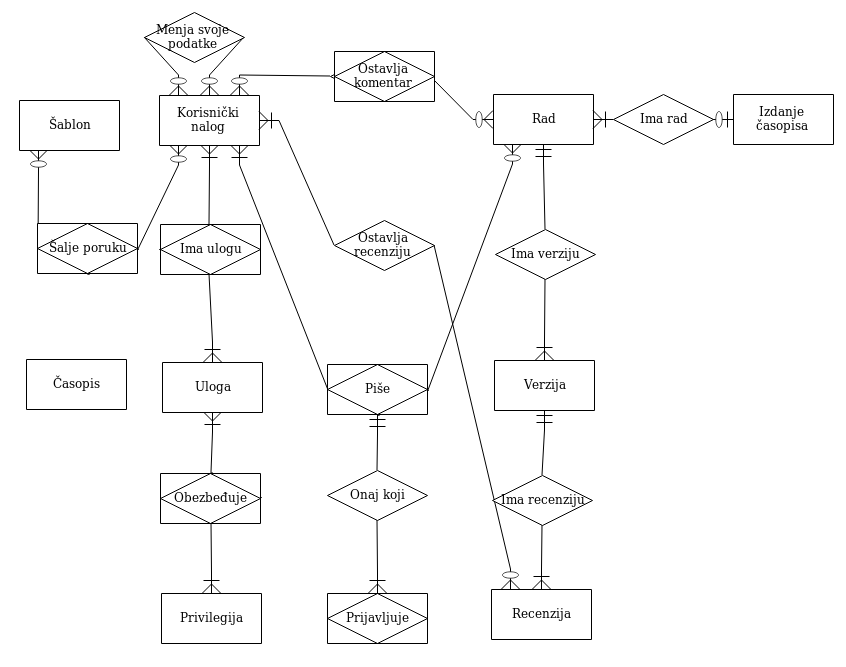 Menja svoje
podatke
Ostavlja
komentar
Šablon
Korisnički
nalog
Rad
Ima rad
Izdanje
časopisa
Šalje poruku
Ima ulogu
Ostavlja
recenziju
Ima verziju
Časopis
Uloga
Piše
Verzija
Obezbeđuje
Onaj koji
Ima recenziju
Privilegija
Prijavljuje
Recenzija